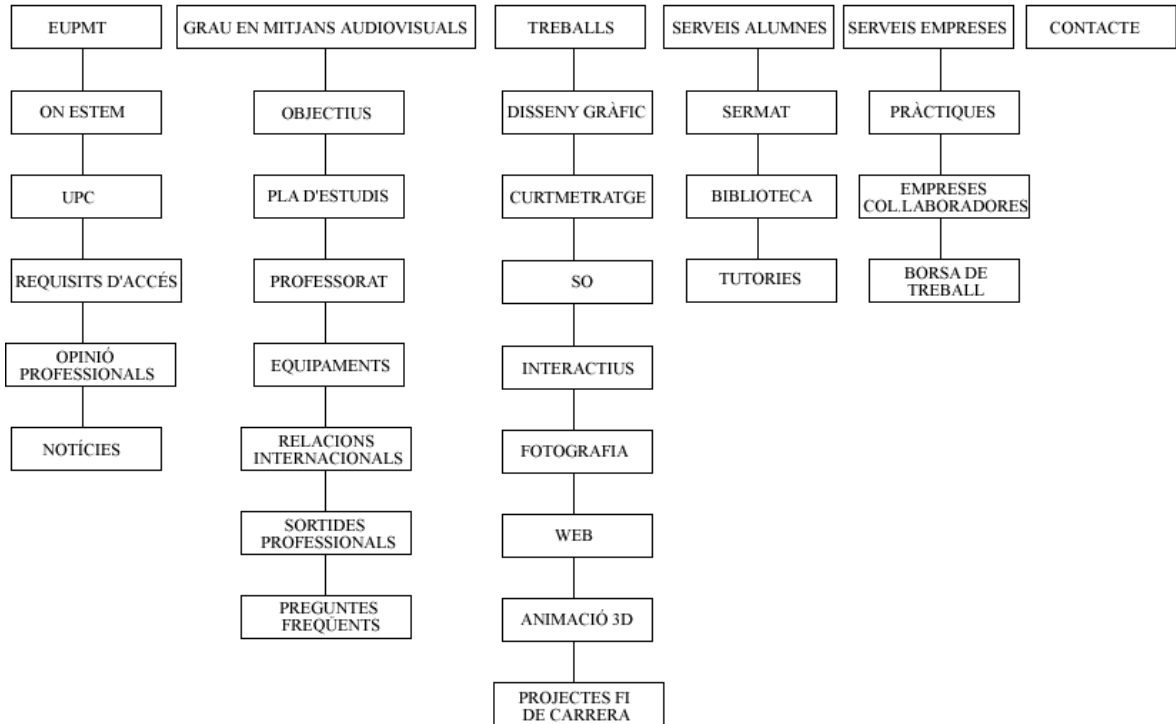 EUPMT
ON ESTEM
UPC
REQUISITS D'ACCÉS
OPINIÓ
PROFESSIONALS
NOTÍCIES
GRAU EN MITJANS AUDIOVISUALS
OBJECTIUS
PLA D'ESTUDIS
PROFESSORAT
EQUIPAMENTS
RELACIONS
INTERNACIONALS
SORTIDES
PROFESSIONALS
PREGUNTES
FREQÜENTS
TREBALLS
DISSENY GRÀFIC
CURTMETRATGE
SO
INTERACTIUS
FOTOGRAFIA
WEB
ANIMACIÓ 3D
PROJECTES FI
DE CARRERA
SERVEIS ALUMNES
SERMAT
BIBLIOTECA
TUTORIES
SERVEIS EMPRESES
PRÀCTIQUES
EMPRESES
COL.LABORADORES
BORSA DE
TREBALL
CONTACTE